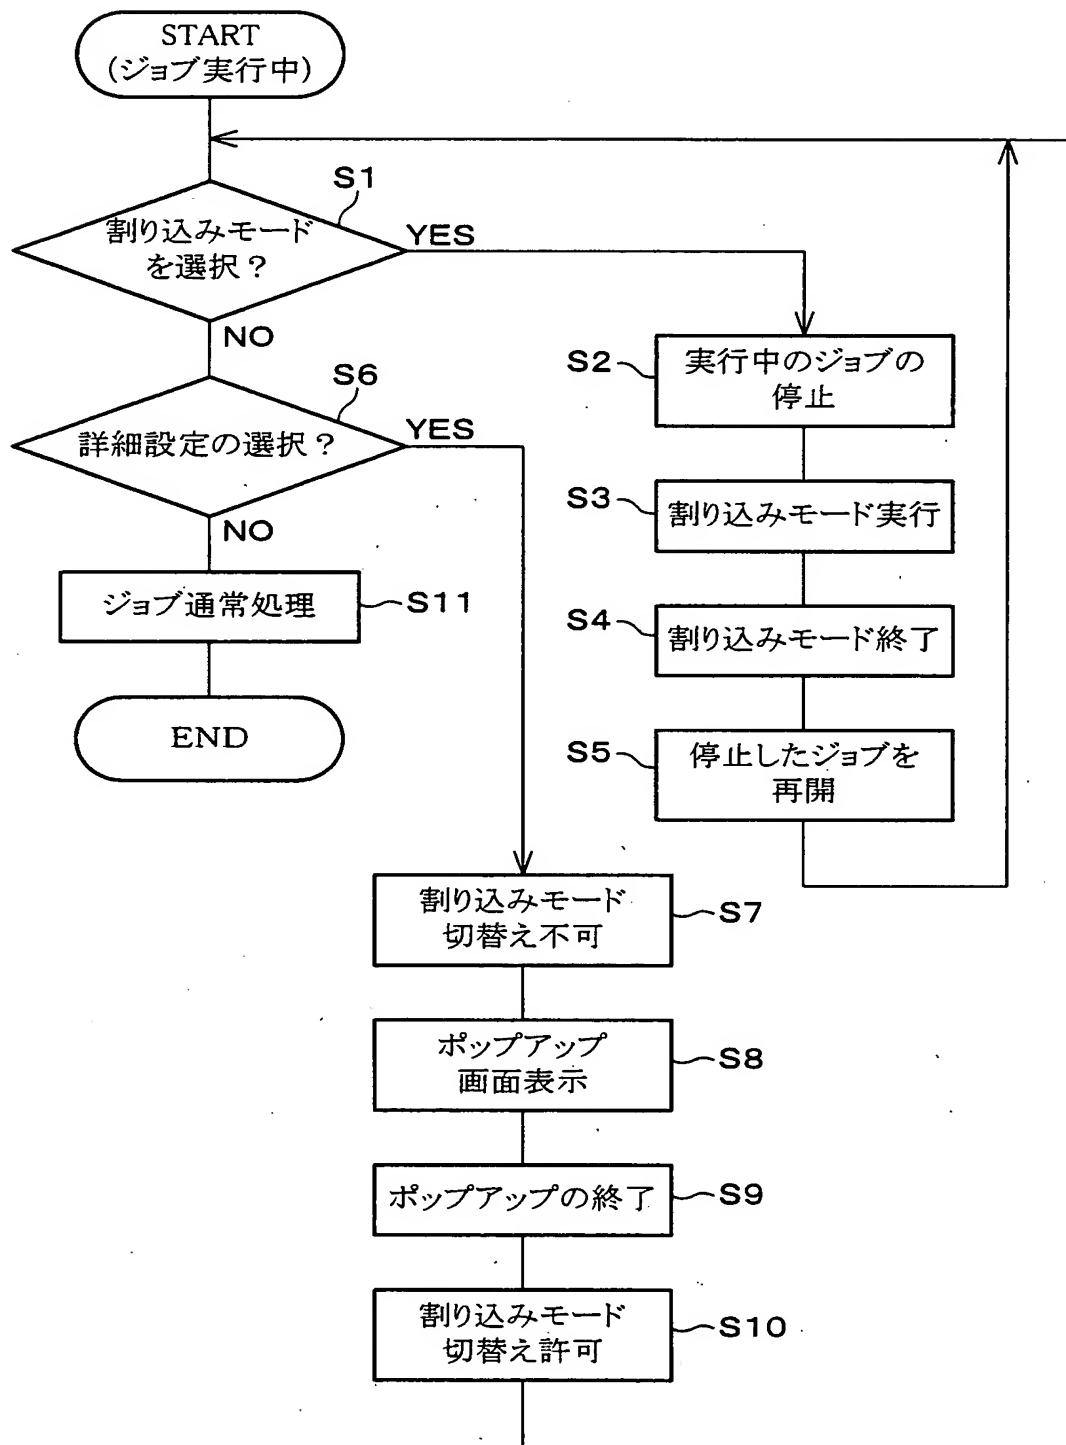 START
(ジョブ実行中)
S1
割り込みモード
を選択?
YES
NO
S2
実行中のジョブの
停止
S6
詳細設定の選択?
YES
NO
S3
割り込みモード実行
ジョブ通常処理
S11
S4
割り込みモード終了
END
S5
停止したジョブを
再開
割り込みモード
切替え不可
S7
ポップアップ
画面表示
S8
ポップアップの終了
S9
割り込みモード
切替え許可
S10